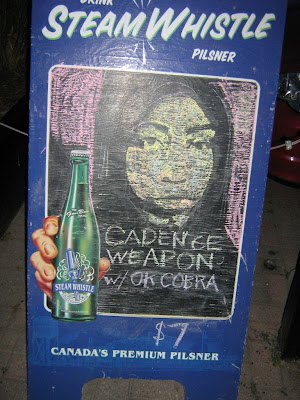 DRINK
STEAM WHISTLE
PILSNER
STEAM WHISTLE
CADENCE
WEAPON
w/ OK COBRA
$7
CANADA'S PREMIUM PILSNER